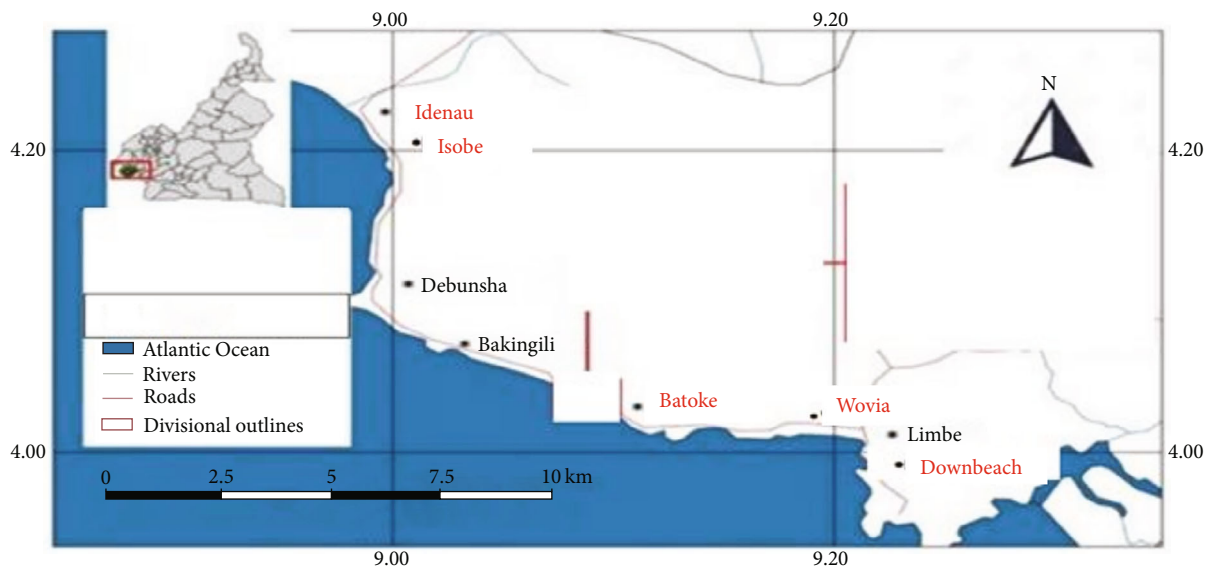 9.00
9.20
N
Idenau
Isobe
4.20
4.20
Debunsha
Bakingili
Atlantic Ocean
Rivers
Roads
Divisional outlines
Batoke
Wovia
Limbe
Downbeach
4.00
4.00
0
2.5
5
7.5
10 km
9.00
9.20